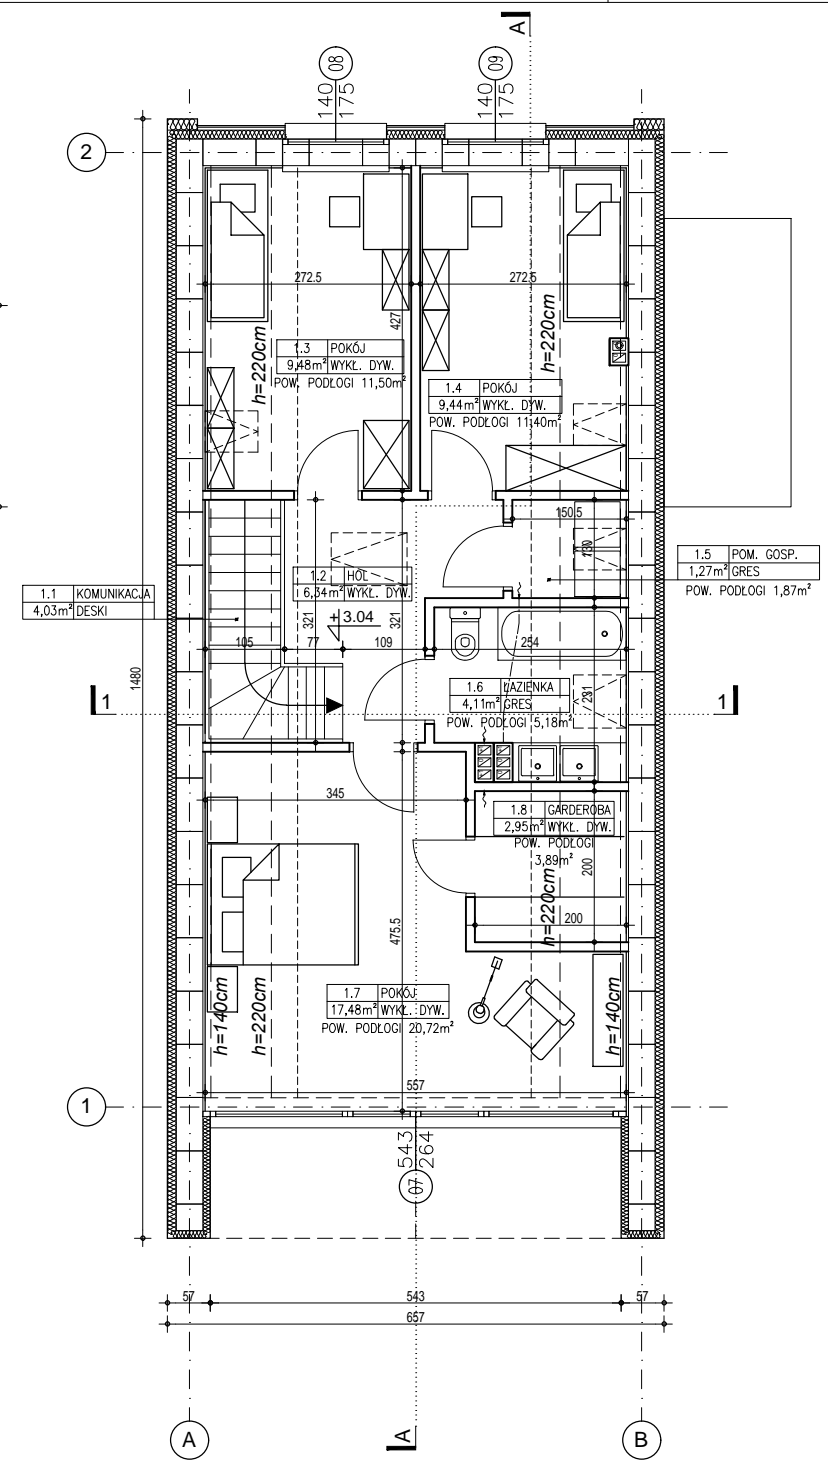 A
08
09
140
175
140
175
2
272.5
272.5
427
h=220cm
h=220cm
1.3 POKÓJ
9,48m² WYKŁ. DYW.
POW. PODŁOGI 11,50m²
1.4 POKÓJ
9,44m² WYKŁ. DYW.
POW. PODŁOGI 11,40m²
150.5
130
1.5 POM. GOSP.
1,27m² GRES
POW. PODŁOGI 1,87m²
1.2 HOL
6,34m² WYKŁ. DYW.
1.1 KOMUNIKACJA
4,03m² DESKI
+3.04
321
321
105
77
109
254
1480
1.6 ŁAZIENKA
4,11m² GRES
POW. PODŁOGI 5,18m²
231
1
1
345
1.8 GARDEROBA
2,95m² WYKŁ. DYW.
POW. PODŁOGI
3,89m²
200
200
h=220cm
475.5
1.7 POKÓJ
17,48m² WYKŁ. DYW.
POW. PODŁOGI 20,72m²
h=140cm
h=220cm
h=140cm
557
1
543
264
07
57
543
57
657
A
A
B